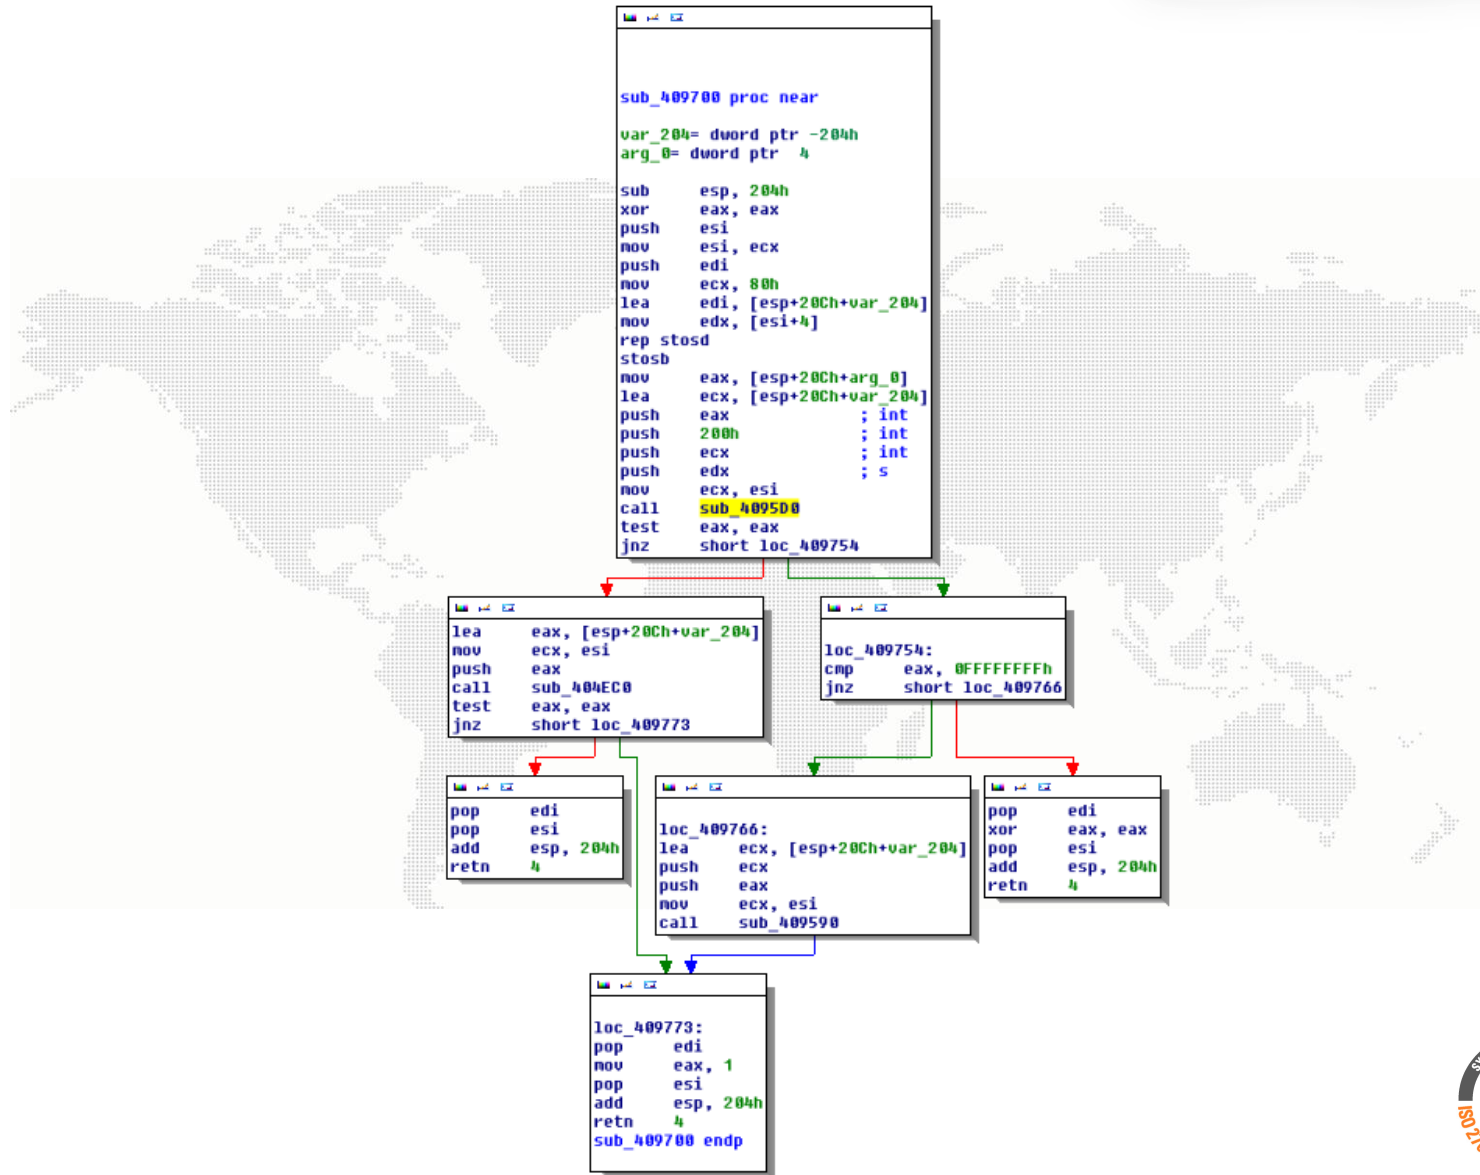 sub_409700 proc near
var_204= dword ptr -204h
arg_0= dword ptr  4
sub     esp, 204h
xor     eax, eax
push    esi
mov     esi, ecx
push    edi
mov     ecx, 80h
lea     edi, [esp+20Ch+var_204]
mov     edx, [esi+4]
rep stosd
stosb
mov     eax, [esp+20Ch+arg_0]
lea     ecx, [esp+20Ch+var_204]
push    eax             ; int
push    200h            ; int
push    ecx             ; int
push    edx             ; s
mov     ecx, esi
call    sub_4095D0
test    eax, eax
jnz     short loc_409754
lea     eax, [esp+20Ch+var_204]
mov     ecx, esi
push    eax
call    sub_404EC0
test    eax, eax
jnz     short loc_409773
loc_409754:
cmp     eax, 0FFFFFFFFh
jnz     short loc_409766
pop     edi
pop     esi
add     esp, 204h
retn    4
loc_409766:
lea     ecx, [esp+20Ch+var_204]
push    ecx
push    eax
mov     ecx, esi
call    sub_409590
pop     edi
xor     eax, eax
pop     esi
add     esp, 204h
retn    4
loc_409773:
pop     edi
mov     eax, 1
pop     esi
add     esp, 204h
retn    4
sub_409700 endp